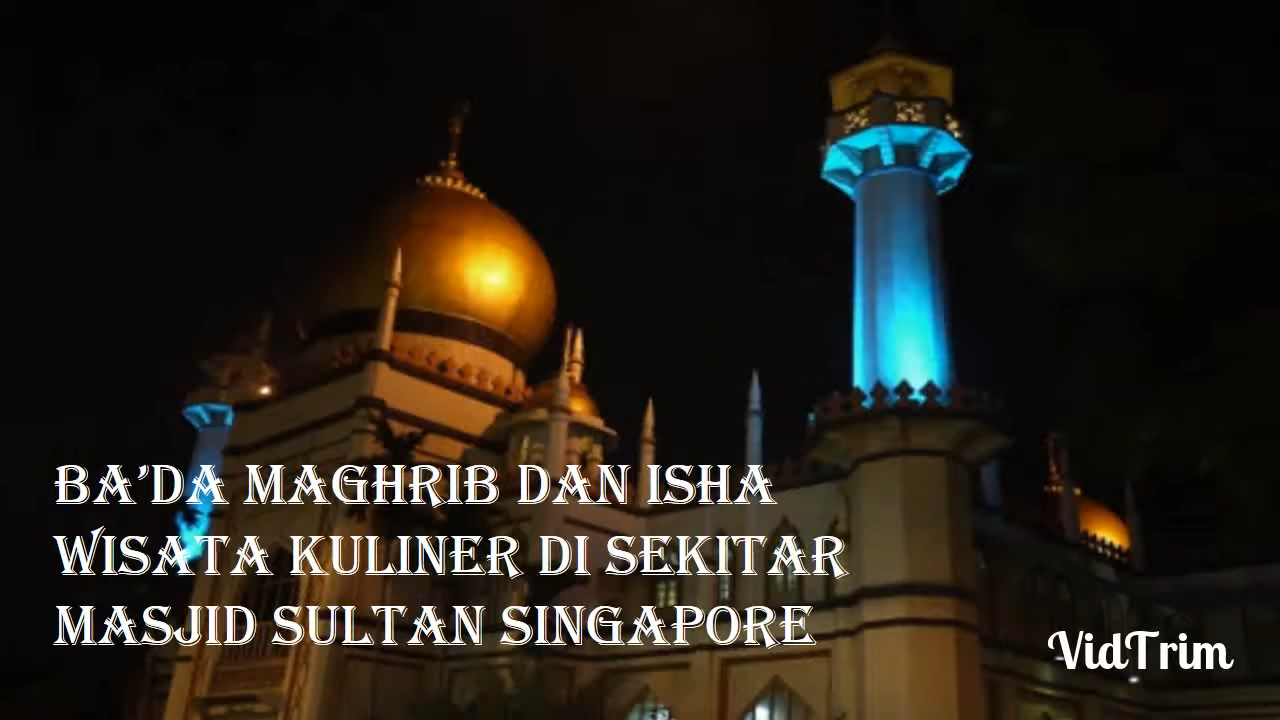 BA’DA MAGHRIB DAN ISHA
WISATA KULINER DI SEKITAR
MASJID SULTAN SINGAPORE
VidTrim